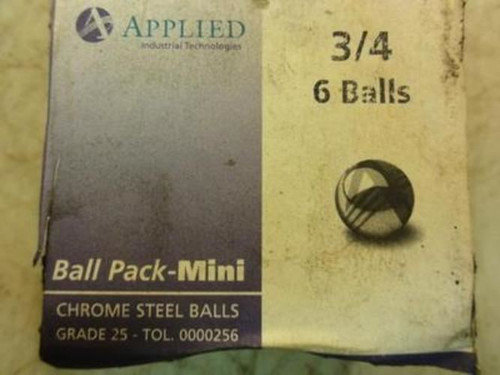 APPLIED
Industrial Technologies
3/4
6 Balls
Ball Pack-Mini
CHROME STEEL BALLS
GRADE 25 - TOL. 0000256